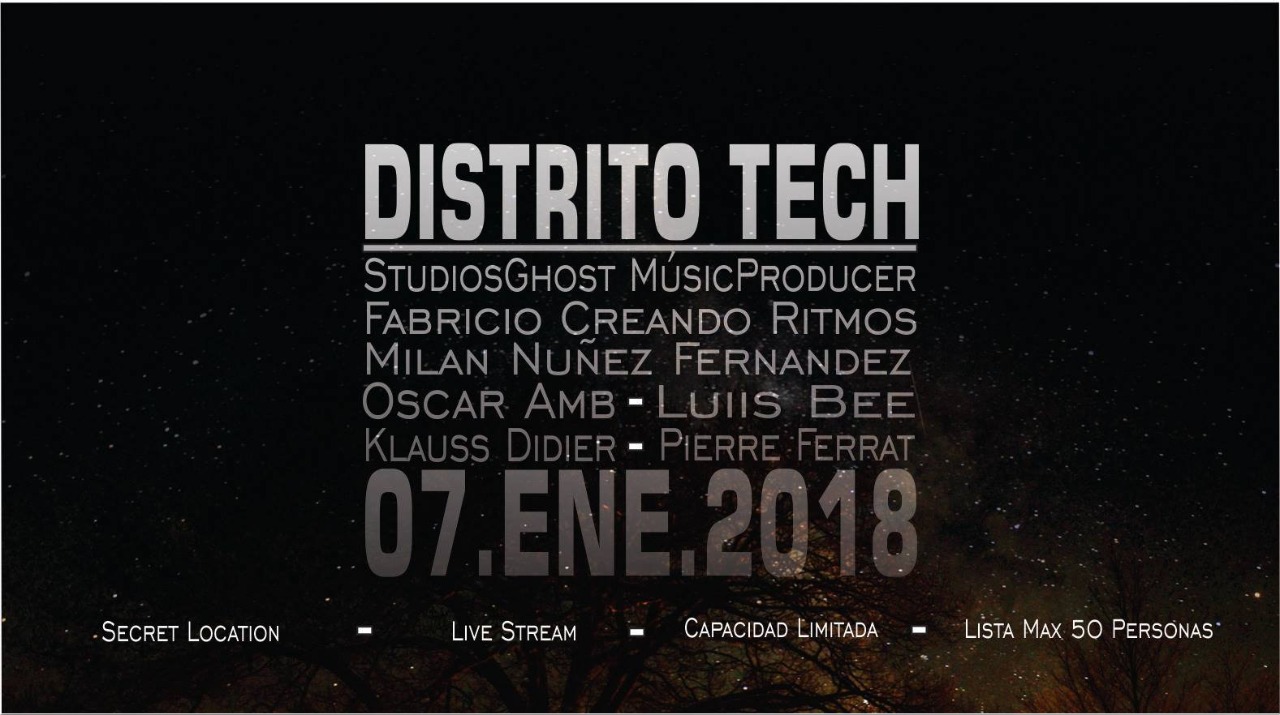 DISTRITO TECH
StudiosGhost MúsicProducer
Fabricio Creando Ritmos
Milan Nuñez Fernandez
Oscar Amb - Luiis Bee
Klauss Didier - Pierre Ferrat
07.ENE.2018
Secret Location - Live Stream - Capacidad Limitada - Lista Max 50 Personas